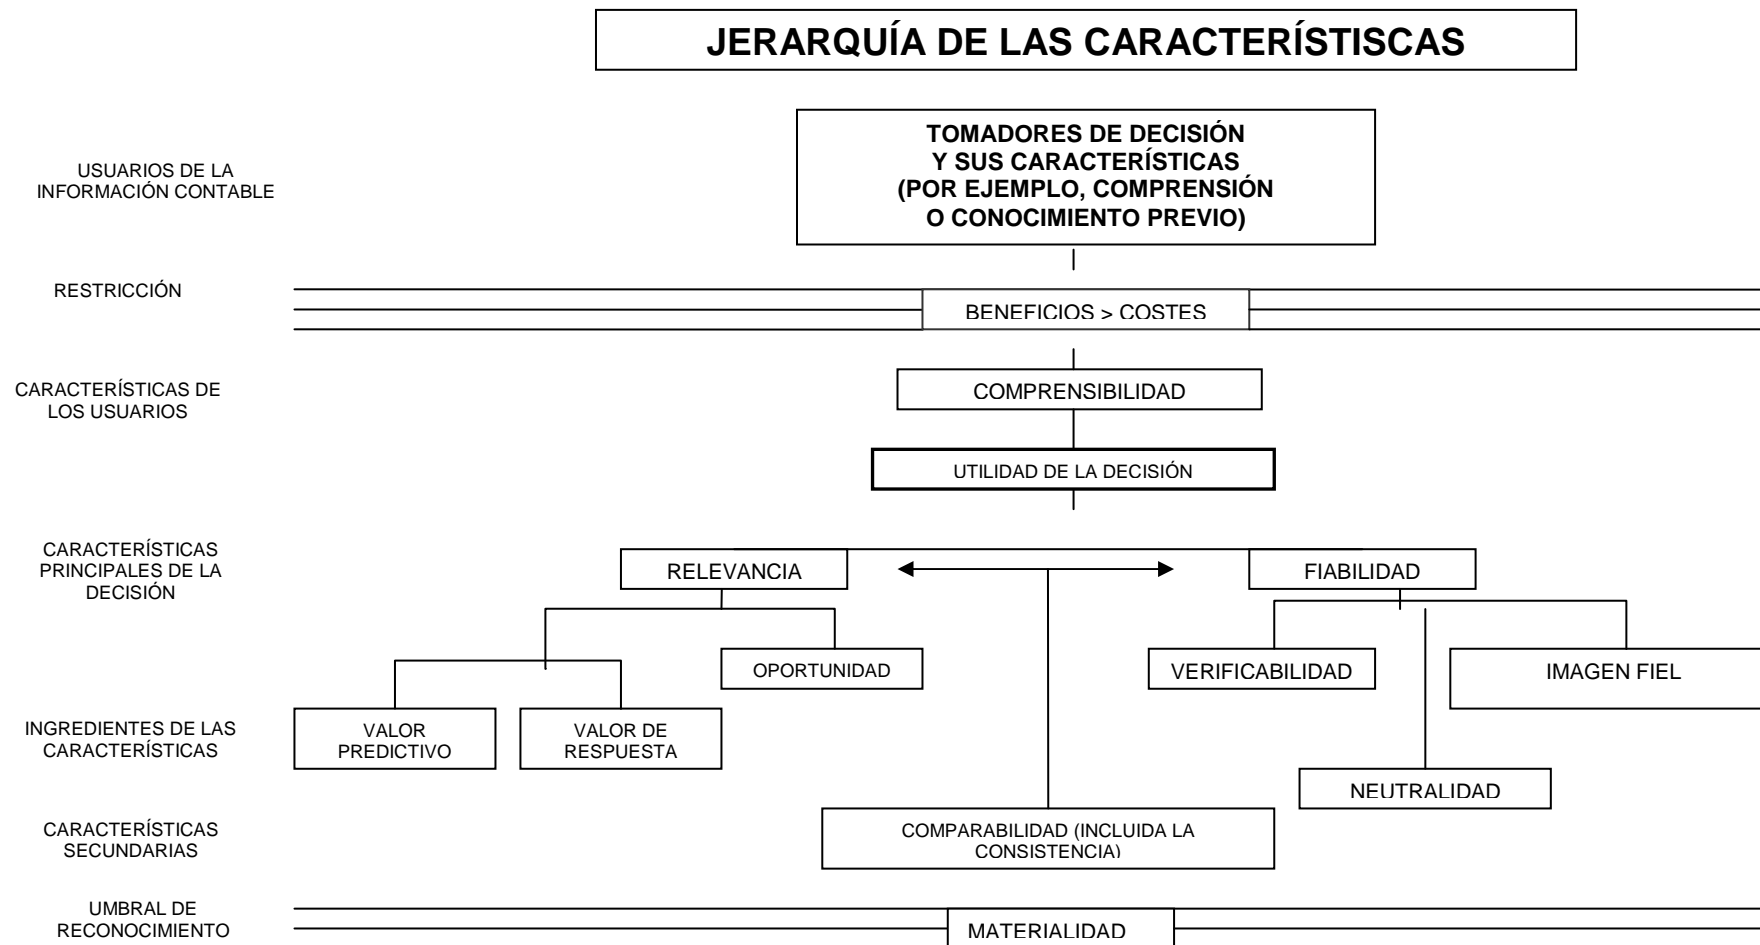 JERARQUÍA DE LAS CARACTERÍSTISCAS
TOMADORES DE DECISIÓN
Y SUS CARACTERÍSTICAS
(POR EJEMPLO, COMPRENSIÓN
O CONOCIMIENTO PREVIO)
USUARIOS DE LA
INFORMACIÓN CONTABLE
RESTRICCIÓN
BENEFICIOS > COSTES
CARACTERÍSTICAS DE
LOS USUARIOS
COMPRENSIBILIDAD
UTILIDAD DE LA DECISIÓN
CARACTERÍSTICAS
PRINCIPALES DE LA
DECISIÓN
RELEVANCIA
FIABILIDAD
OPORTUNIDAD
VERIFICABILIDAD
IMAGEN FIEL
INGREDIENTES DE LAS
CARACTERÍSTICAS
VALOR
PREDICTIVO
VALOR DE
RESPUESTA
NEUTRALIDAD
CARACTERÍSTICAS
SECUNDARIAS
COMPARABILIDAD (INCLUIDA LA
CONSISTENCIA)
UMBRAL DE
RECONOCIMIENTO
MATERIALIDAD